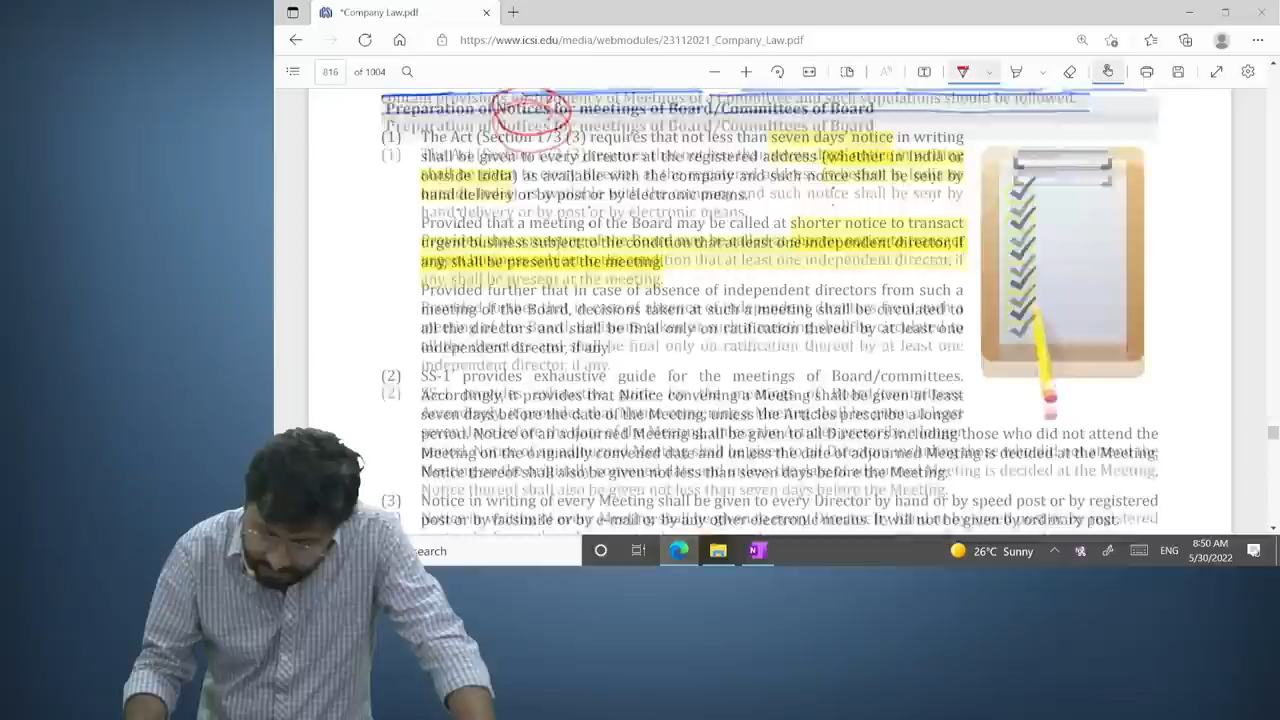 *Company Law.pdf
https://www.icsi.edu/media/webmodules/23112021_Company_Law.pdf
816 of 1004
contain provisions frequency of Meetings of a Committee and such stipulations should be followed.
Preparation of Notices for meetings of Board/Committees of Board
(1) The Act (Section 173 (3) requires that not less than seven days' notice in writing
shall be given to every director at the registered address (whether in India or
outside India) as available with the company and such notice shall be sent by
hand delivery or by post or by electronic means.
Provided that a meeting of the Board may be called at shorter notice to transact
urgent business subject to the condition that at least one independent director, if
any, shall be present at the meeting.
Provided further that in case of absence of independent directors from such a
meeting of the Board, decisions taken at such a meeting shall be circulated to
all the directors and shall be final only on ratification thereof by at least one
independent director, if any.
(2) SS-1 provides exhaustive guide for the meetings of Board/committees.
Accordingly, it provides that Notice convening a Meeting shall be given at least
seven days before the date of the Meeting, unless the Articles prescribe a longer
period. Notice of an adjourned Meeting shall be given to all Directors including those who did not attend the
Meeting on the originally convened date and unless the date of adjourned Meeting is decided at the Meeting,
Notice thereof shall also be given not less than seven days before the Meeting.
(3) Notice in writing of every Meeting shall be given to every Director by hand or by speed post or by registered
post or by facsimile or by e-mail or by any other electronic means. It will not be given by ordinary post.
earch
26°C Sunny
ENG
8:50 AM
5/30/2022